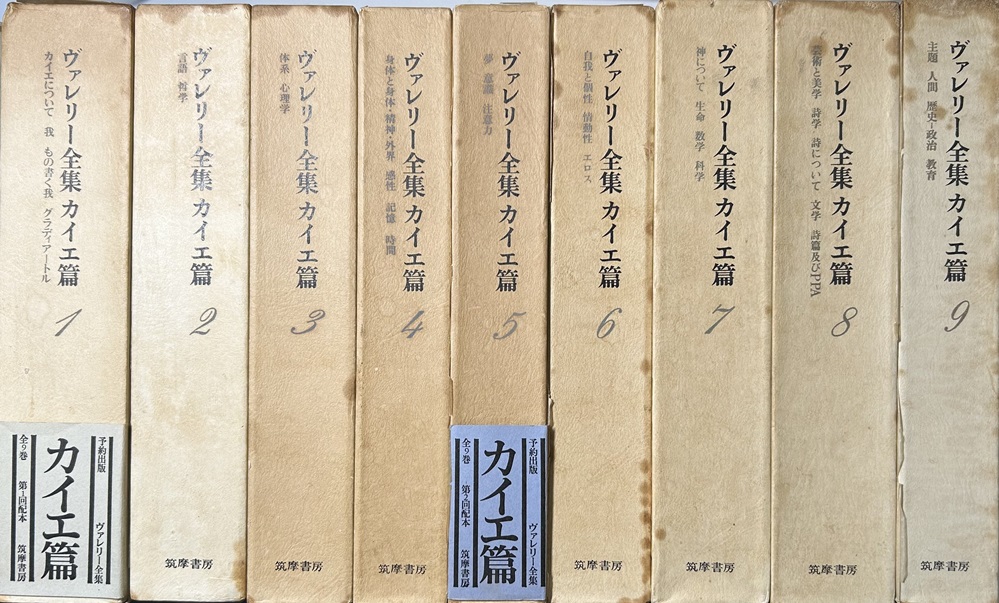 ヴァレリー全集 カイエ篇
カイエについて 我 もの書く我 グラディアートル
1
予約出版 ヴァレリー全集
カイエ篇
全9巻 第1回配本 筑摩書房
ヴァレリー全集 カイエ篇
言語 哲学
2
筑摩書房
ヴァレリー全集 カイエ篇
体系 心理学
3
筑摩書房
ヴァレリー全集 カイエ篇
身体と身体・精神・外界 感性 記憶 時間
4
筑摩書房
ヴァレリー全集 カイエ篇
夢 意識 注意力
5
予約出版 ヴァレリー全集
カイエ篇
全9巻 第2回配本 筑摩書房
ヴァレリー全集 カイエ篇
自我と個性 情動性 エロス
6
筑摩書房
ヴァレリー全集 カイエ篇
神について 生命 数学 科学
7
筑摩書房
ヴァレリー全集 カイエ篇
芸術と美学 詩学 詩について 文学 詩篇及びPPA
8
筑摩書房
ヴァレリー全集 カイエ篇
主題 人間 歴史-政治 教育
9
筑摩書房